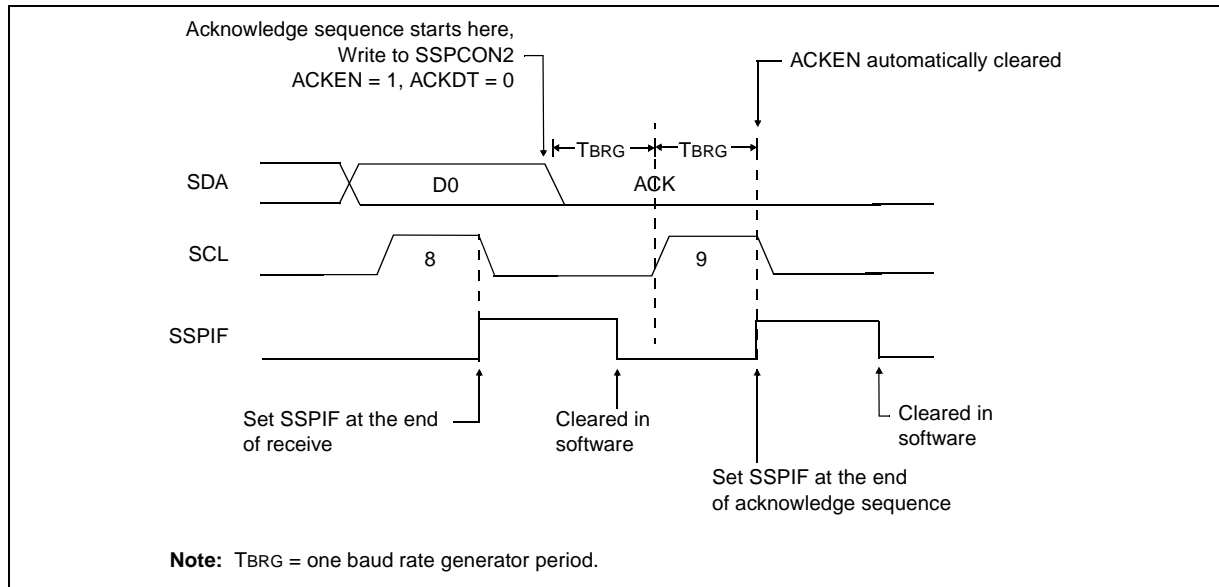 Acknowledge sequence starts here,
Write to SSPCON2
ACKEN = 1, ACKDT = 0
ACKEN automatically cleared
TBRG
TBRG
SDA
D0
ACK
SCL
8
9
SSPIF
Set SSPIF at the end
of receive
Cleared in
software
Cleared in
software
Set SSPIF at the end
of acknowledge sequence
Note: TBRG = one baud rate generator period.